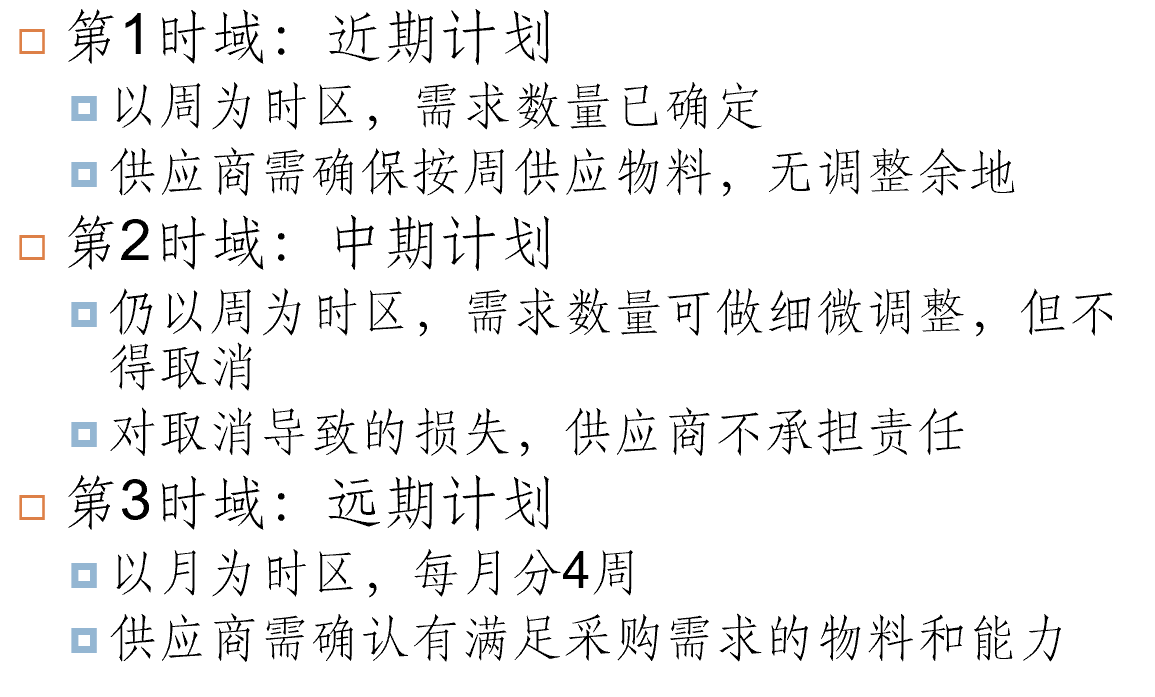 第1时域：近期计划
以周为时区，需求数量已确定
供应商需确保按周供应物料，无调整余地
第2时域：中期计划
仍以周为时区，需求数量可做细微调整，但不
得取消
对取消导致的损失，供应商不承担责任
第3时域：远期计划
以月为时区，每月分4周
供应商需确认有满足采购需求的物料和能力